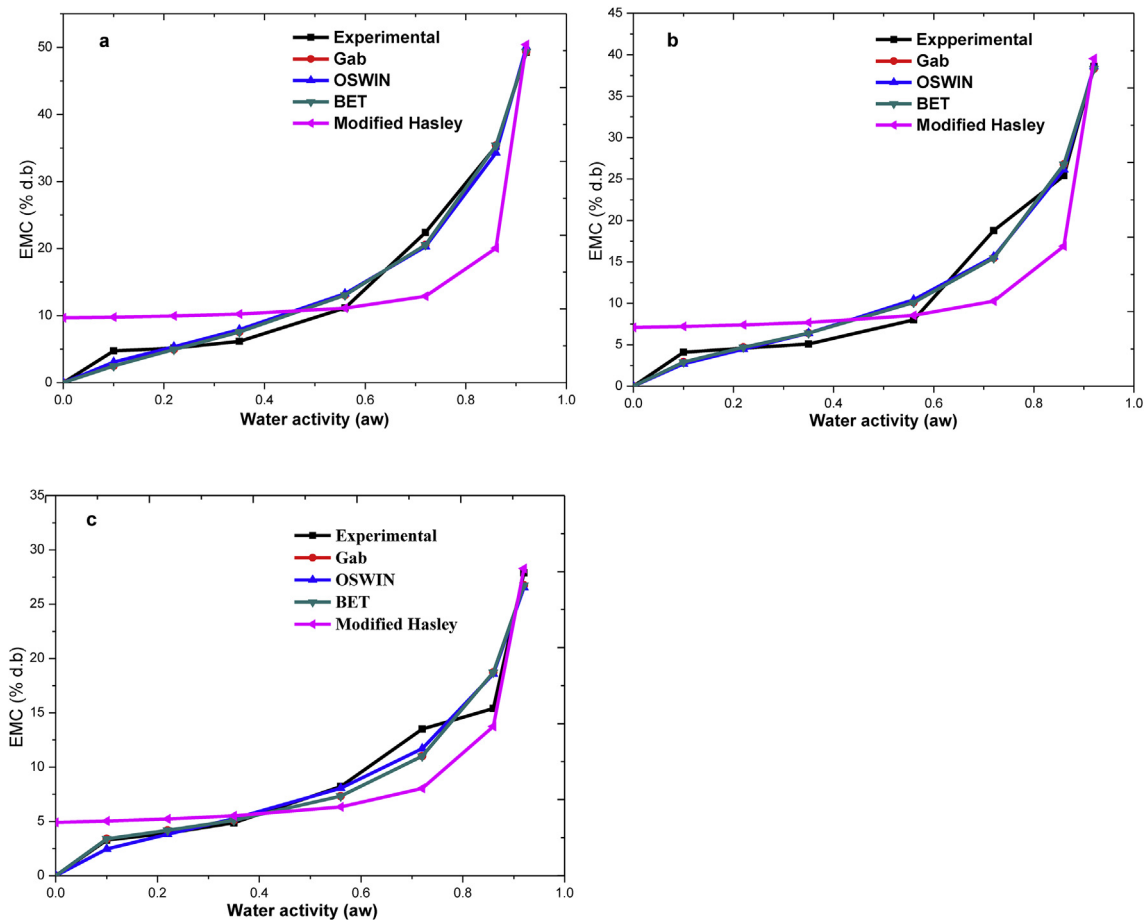 a
Experimental
Gab
OSWIN
BET
Modified Hasley
50
40
30
20
10
0
EMC (% d.b)
0.0 0.2 0.4 0.6 0.8 1.0
Water activity (aw)
b
Expperimental
Gab
OSWIN
BET
Modified Hasley
45
40
35
30
25
20
15
10
5
0
EMC (% d.b)
0.0 0.2 0.4 0.6 0.8 1.0
Water activity (aw)
c
Experimental
Gab
OSWIN
BET
Modified Hasley
35
30
25
20
15
10
5
0
EMC (% d.b)
0.0 0.2 0.4 0.6 0.8 1.0
Water activity (aw)